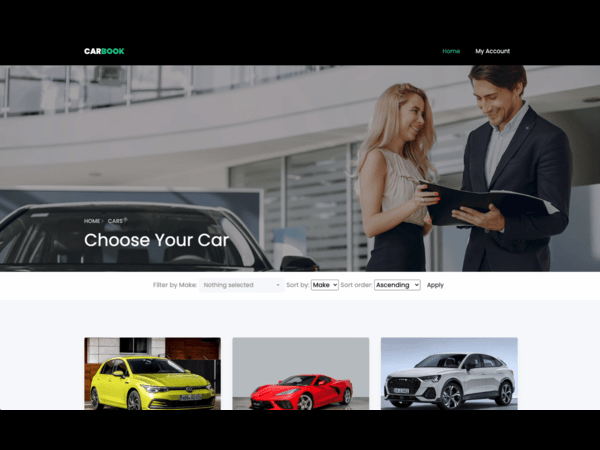 CARBOOK
Home My Account
HOME › CARS ›
Choose Your Car
Filter by Make: Nothing selected Sort by: Make Sort order: Ascending Apply